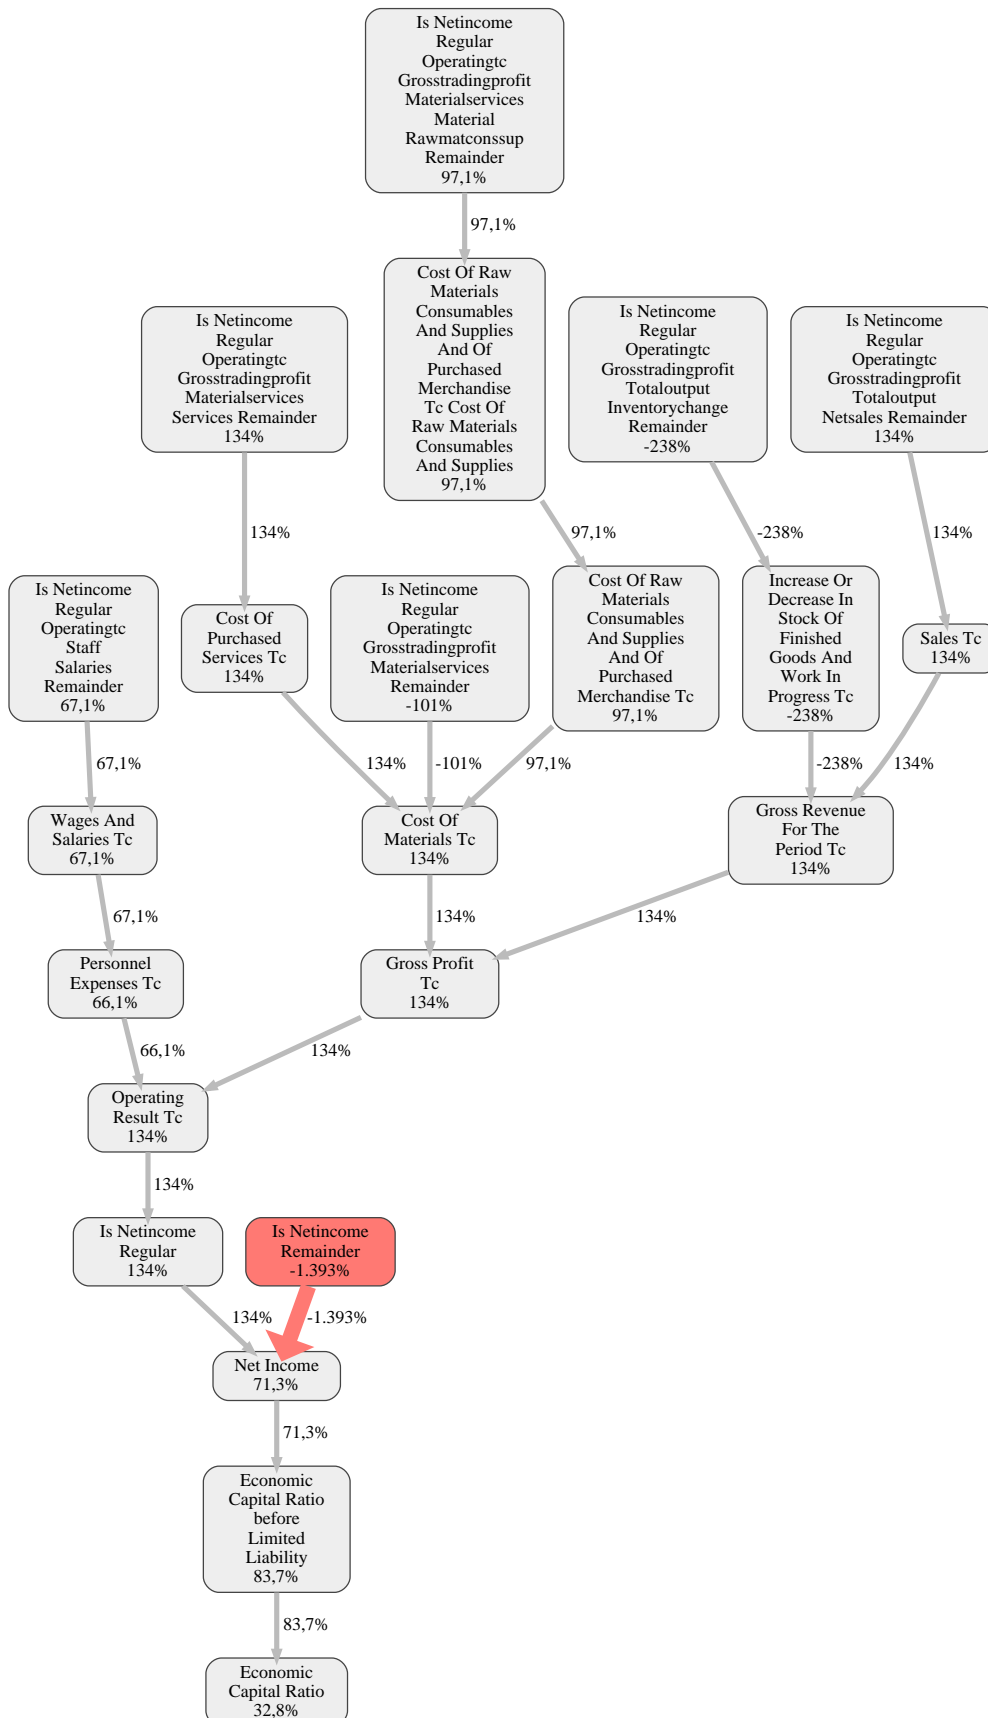 Is Netincome
Regular
Operatingtc
Grosstradingprofit
Materialservices
Material
Rawmatconssup
Remainder
97,1%
97,1%
Cost Of Raw
Materials
Consumables
And Supplies
And Of
Purchased
Merchandise
Tc Cost Of
Raw Materials
Consumables
And Supplies
97,1%
Is Netincome
Regular
Operatingtc
Grosstradingprofit
Materialservices
Services Remainder
134%
Is Netincome
Regular
Operatingtc
Grosstradingprofit
Totaloutput
Inventorychange
Remainder
-238%
Is Netincome
Regular
Operatingtc
Grosstradingprofit
Totaloutput
Netsales Remainder
134%
134%
97,1%
-238%
134%
Is Netincome
Regular
Operatingtc
Staff
Salaries
Remainder
67,1%
Cost Of
Purchased
Services Tc
134%
Is Netincome
Regular
Operatingtc
Grosstradingprofit
Materialservices
Remainder
-101%
Cost Of Raw
Materials
Consumables
And Supplies
And Of
Purchased
Merchandise Tc
97,1%
Increase Or
Decrease In
Stock Of
Finished
Goods And
Work In
Progress Tc
-238%
Sales Tc
134%
67,1%
134%
-101%
97,1%
-238%
134%
Wages And
Salaries Tc
67,1%
Cost Of
Materials Tc
134%
Gross Revenue
For The
Period Tc
134%
67,1%
134%
134%
Personnel
Expenses Tc
66,1%
Gross Profit
Tc
134%
66,1%
134%
Operating
Result Tc
134%
134%
Is Netincome
Regular
134%
Is Netincome
Remainder
-1.393%
134%
-1.393%
Net Income
71,3%
71,3%
Economic
Capital Ratio
before
Limited
Liability
83,7%
83,7%
Economic
Capital Ratio
32,8%